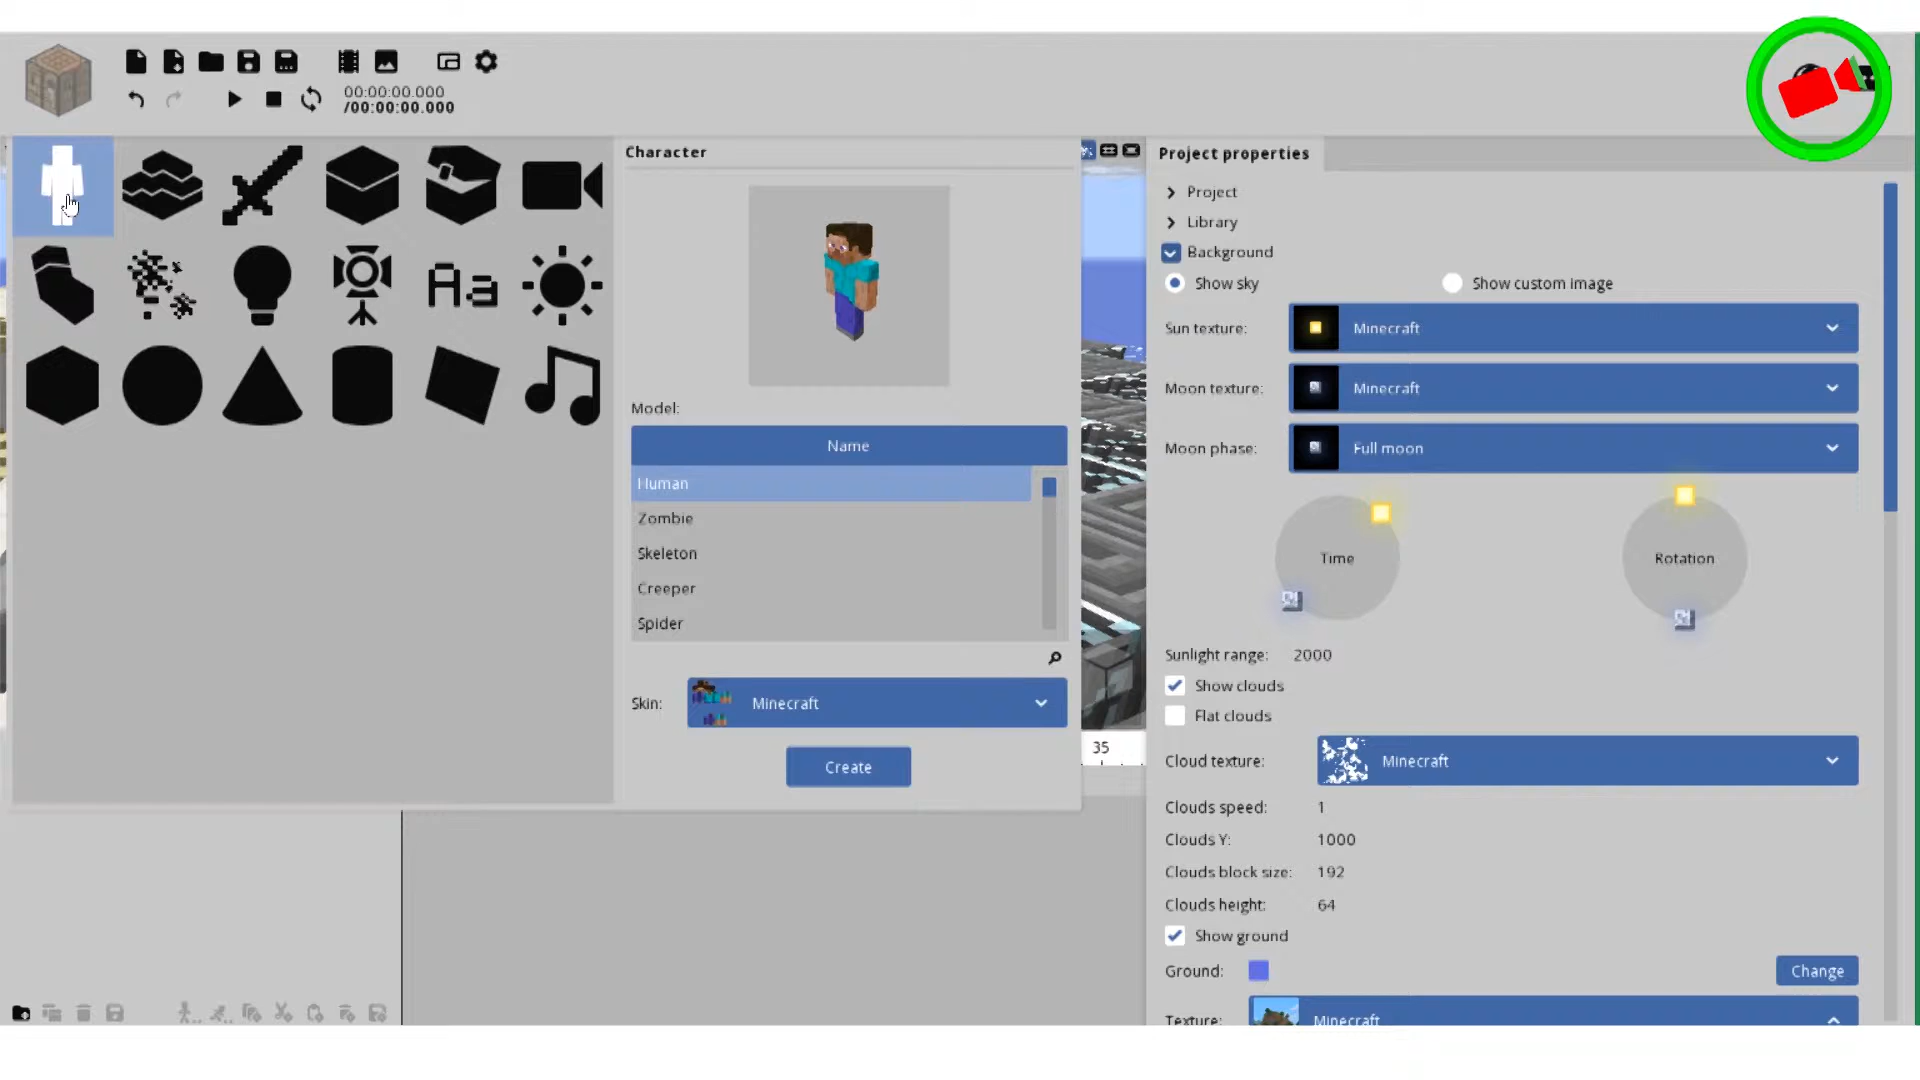 00:00:00.000
/00:00:00.000
Character
Model:
Name
Human
Zombie
Skeleton
Creeper
Spider
Skin:
Minecraft
Create
Aa
35
Project properties
Project
Library
Background
Show sky
Show custom image
Sun texture:
Minecraft
Moon texture:
Minecraft
Moon phase:
Full moon
Time
Rotation
Sunlight range: 2000
Show clouds
Flat clouds
Cloud texture:
Minecraft
Clouds speed: 1
Clouds Y: 1000
Clouds block size: 192
Clouds height: 64
Show ground
Ground:
Change
Texture:
Minecraft